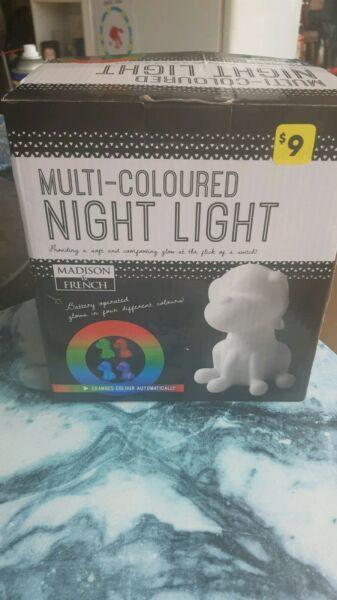 MULTI-COLOURED
NIGHT LIGHT
$9
MULTI-COLOURED
NIGHT LIGHT
Providing a soft and comforting glow at the flick of a switch!
MADISON
&
FRENCH
Battery operated
glows in four different colours!
CHANGES COLOUR AUTOMATICALLY